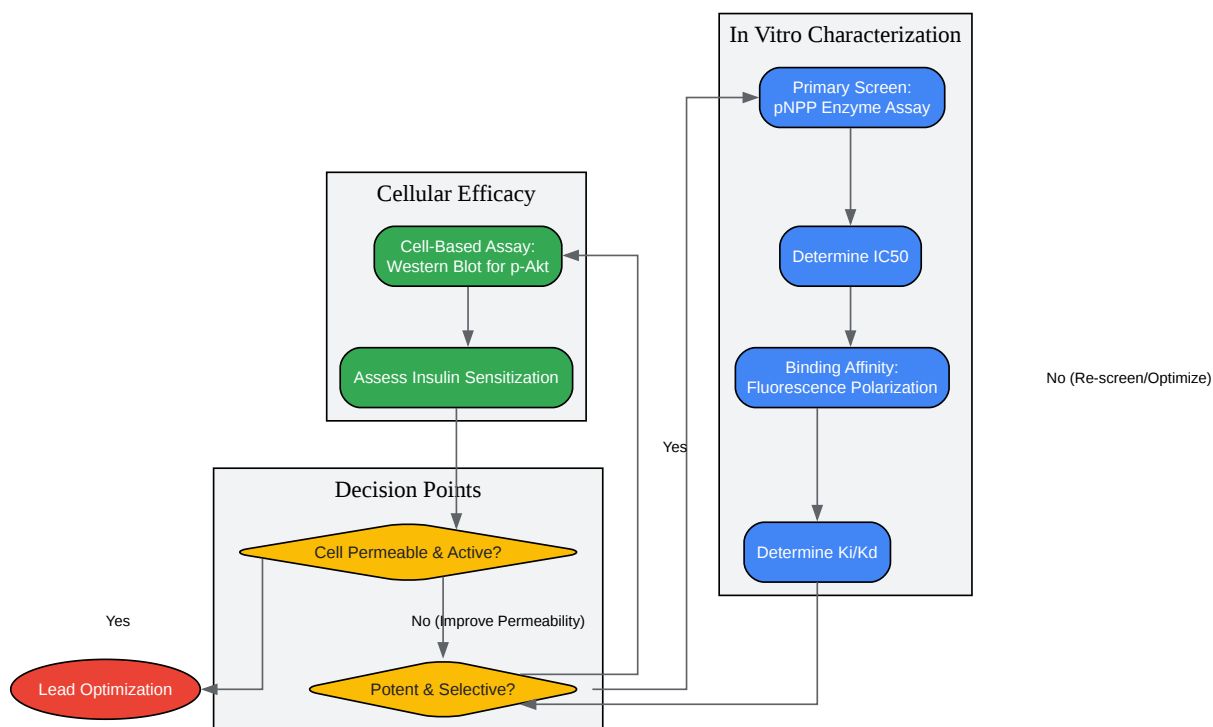 In Vitro Characterization
Primary Screen:
pNPP Enzyme Assay
Determine IC50
Binding Affinity:
Fluorescence Polarization
Determine Ki/Kd
No (Re-screen/Optimize)
Cellular Efficacy
Cell-Based Assay:
Western Blot for p-Akt
Assess Insulin Sensitization
Yes
Decision Points
Cell Permeable & Active?
No (Improve Permeability)
Potent & Selective?
Yes
Lead Optimization